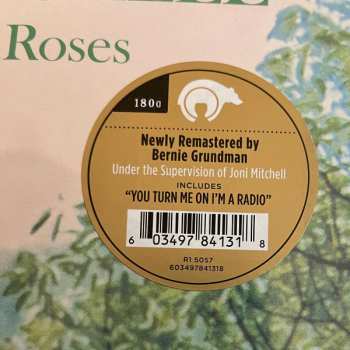 Roses
180G
Newly Remastered by
Bernie Grundman
Under the Supervision of Joni Mitchell
INCLUDES
“YOU TURN ME ON I’M A RADIO”
6 03497 84131 8
R1 5057
603497841318